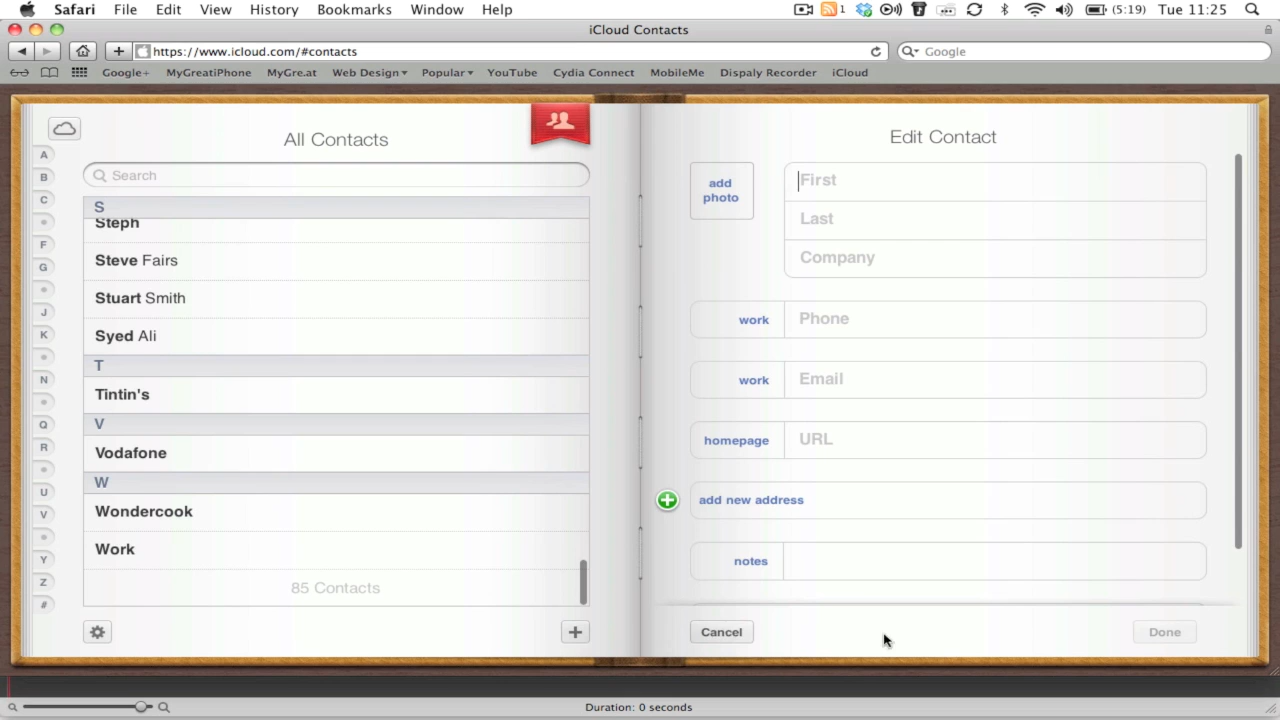 Safari File Edit View History Bookmarks Window Help 1 (5:19) Tue 11:25
iCloud Contacts
https://www.icloud.com/#contacts Google
Google+ MyGreatiPhone MyGre.at Web Design Popular YouTube Cydia Connect MobileMe Dispaly Recorder iCloud
All Contacts
Search
A
B
C
F
G
J
K
N
Q
R
U
V
Y
Z
#
S
Steph
Steve Fairs
Stuart Smith
Syed Ali
T
Tintin's
V
Vodafone
W
Wondercook
Work
85 Contacts
Edit Contact
add
photo
First
Last
Company
work Phone
work Email
homepage URL
add new address
notes
Cancel Done
Duration: 0 seconds